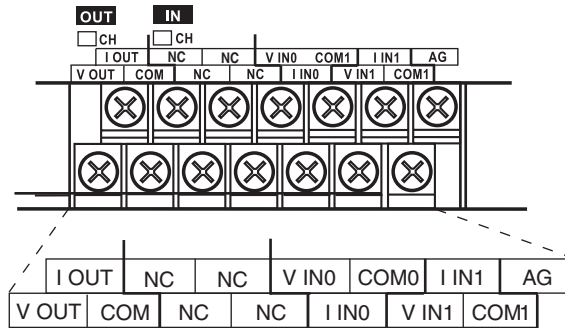 OUT IN
CH CH
I OUT NC NC V IN0 COM1 I IN1 AG
V OUT COM NC NC I IN0 V IN1 COM1
I OUT NC NC V IN0 COM0 I IN1 AG
V OUT COM NC NC I IN0 V IN1 COM1